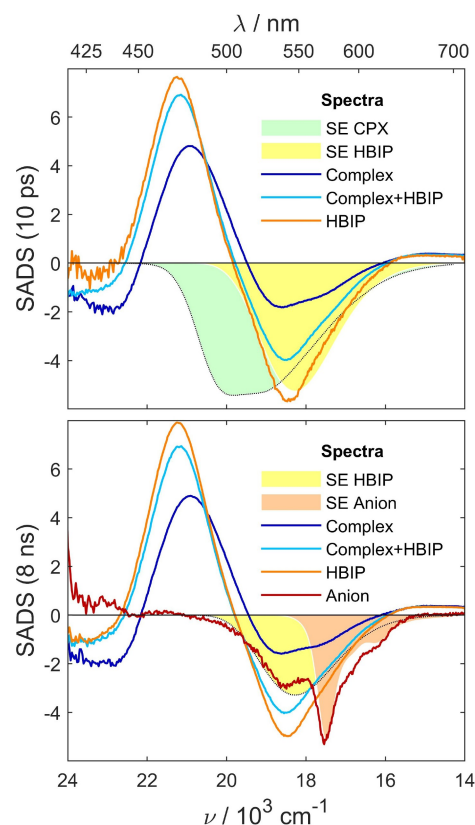 λ / nm
425 450 500 550 600 700
SADS (10 ps)
6
4
2
0
-2
-4
Spectra
SE CPX
SE HBIP
Complex
Complex+HBIP
HBIP
SADS (8 ns)
6
4
2
0
-2
-4
Spectra
SE HBIP
SE Anion
Complex
Complex+HBIP
HBIP
Anion
24 22 20 18 16 14
ν / 10³ cm⁻¹